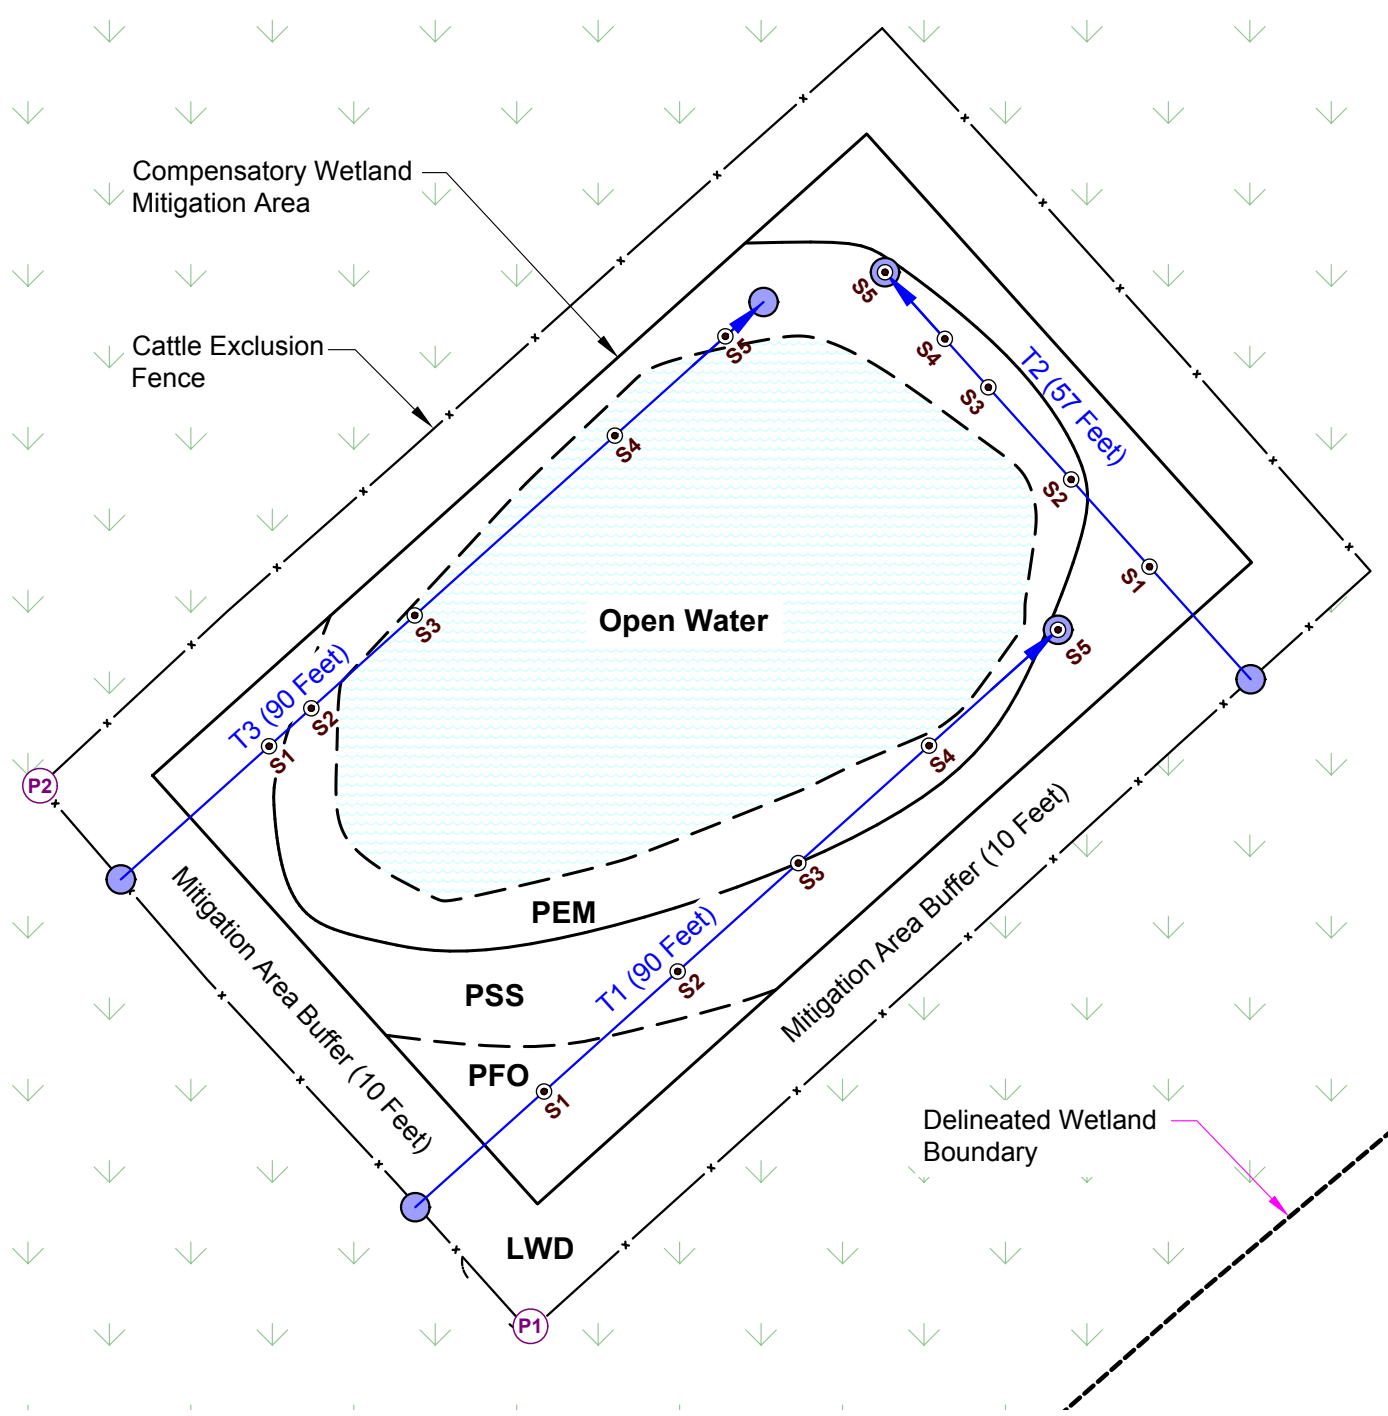 Compensatory Wetland
Mitigation Area
Cattle Exclusion
Fence
S5
S5
S4
T2 (57 Feet)
S3
S4
S2
S1
Open Water
S3
S5
T3 (90 Feet)
S2
S1
S4
P2
Mitigation Area Buffer (10 Feet)
S3
PEM
Mitigation Area Buffer (10 Feet)
T1 (90 Feet)
S2
PSS
PFO
S1
Delineated Wetland
Boundary
LWD
P1